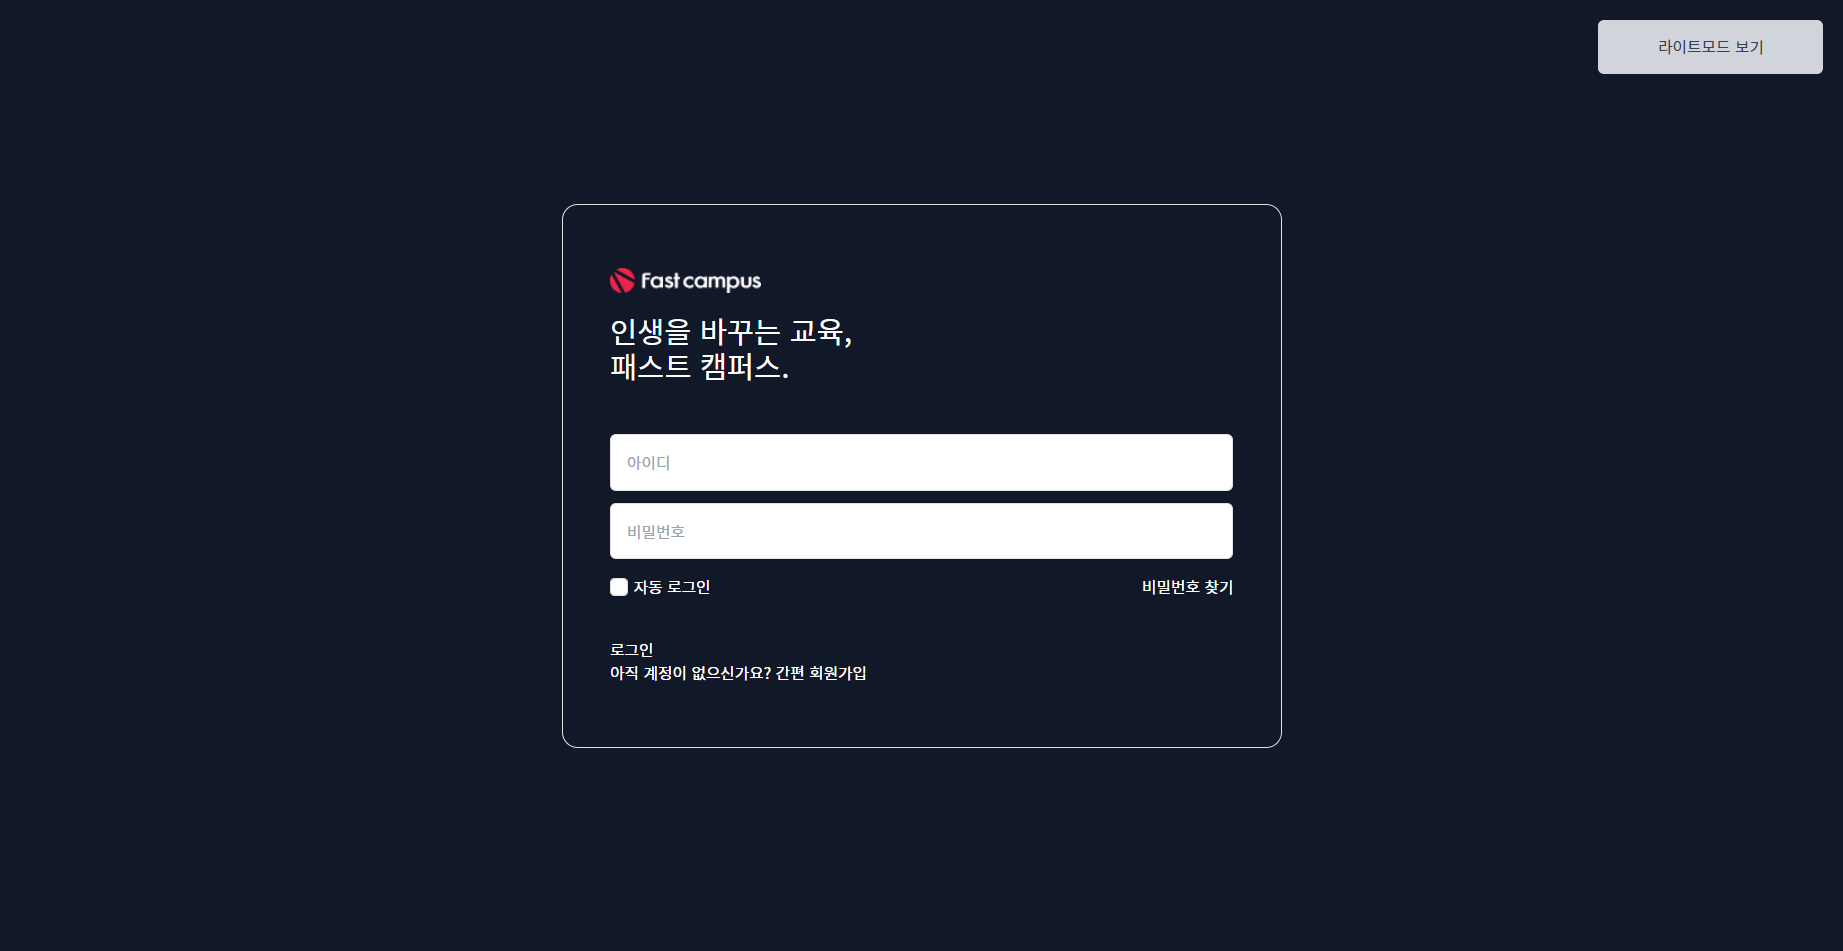 라이트모드 보기
Fast campus
인생을 바꾸는 교육,
패스트 캠퍼스.
아이디
비밀번호
자동 로그인
비밀번호 찾기
로그인
아직 계정이 없으신가요? 간편 회원가입